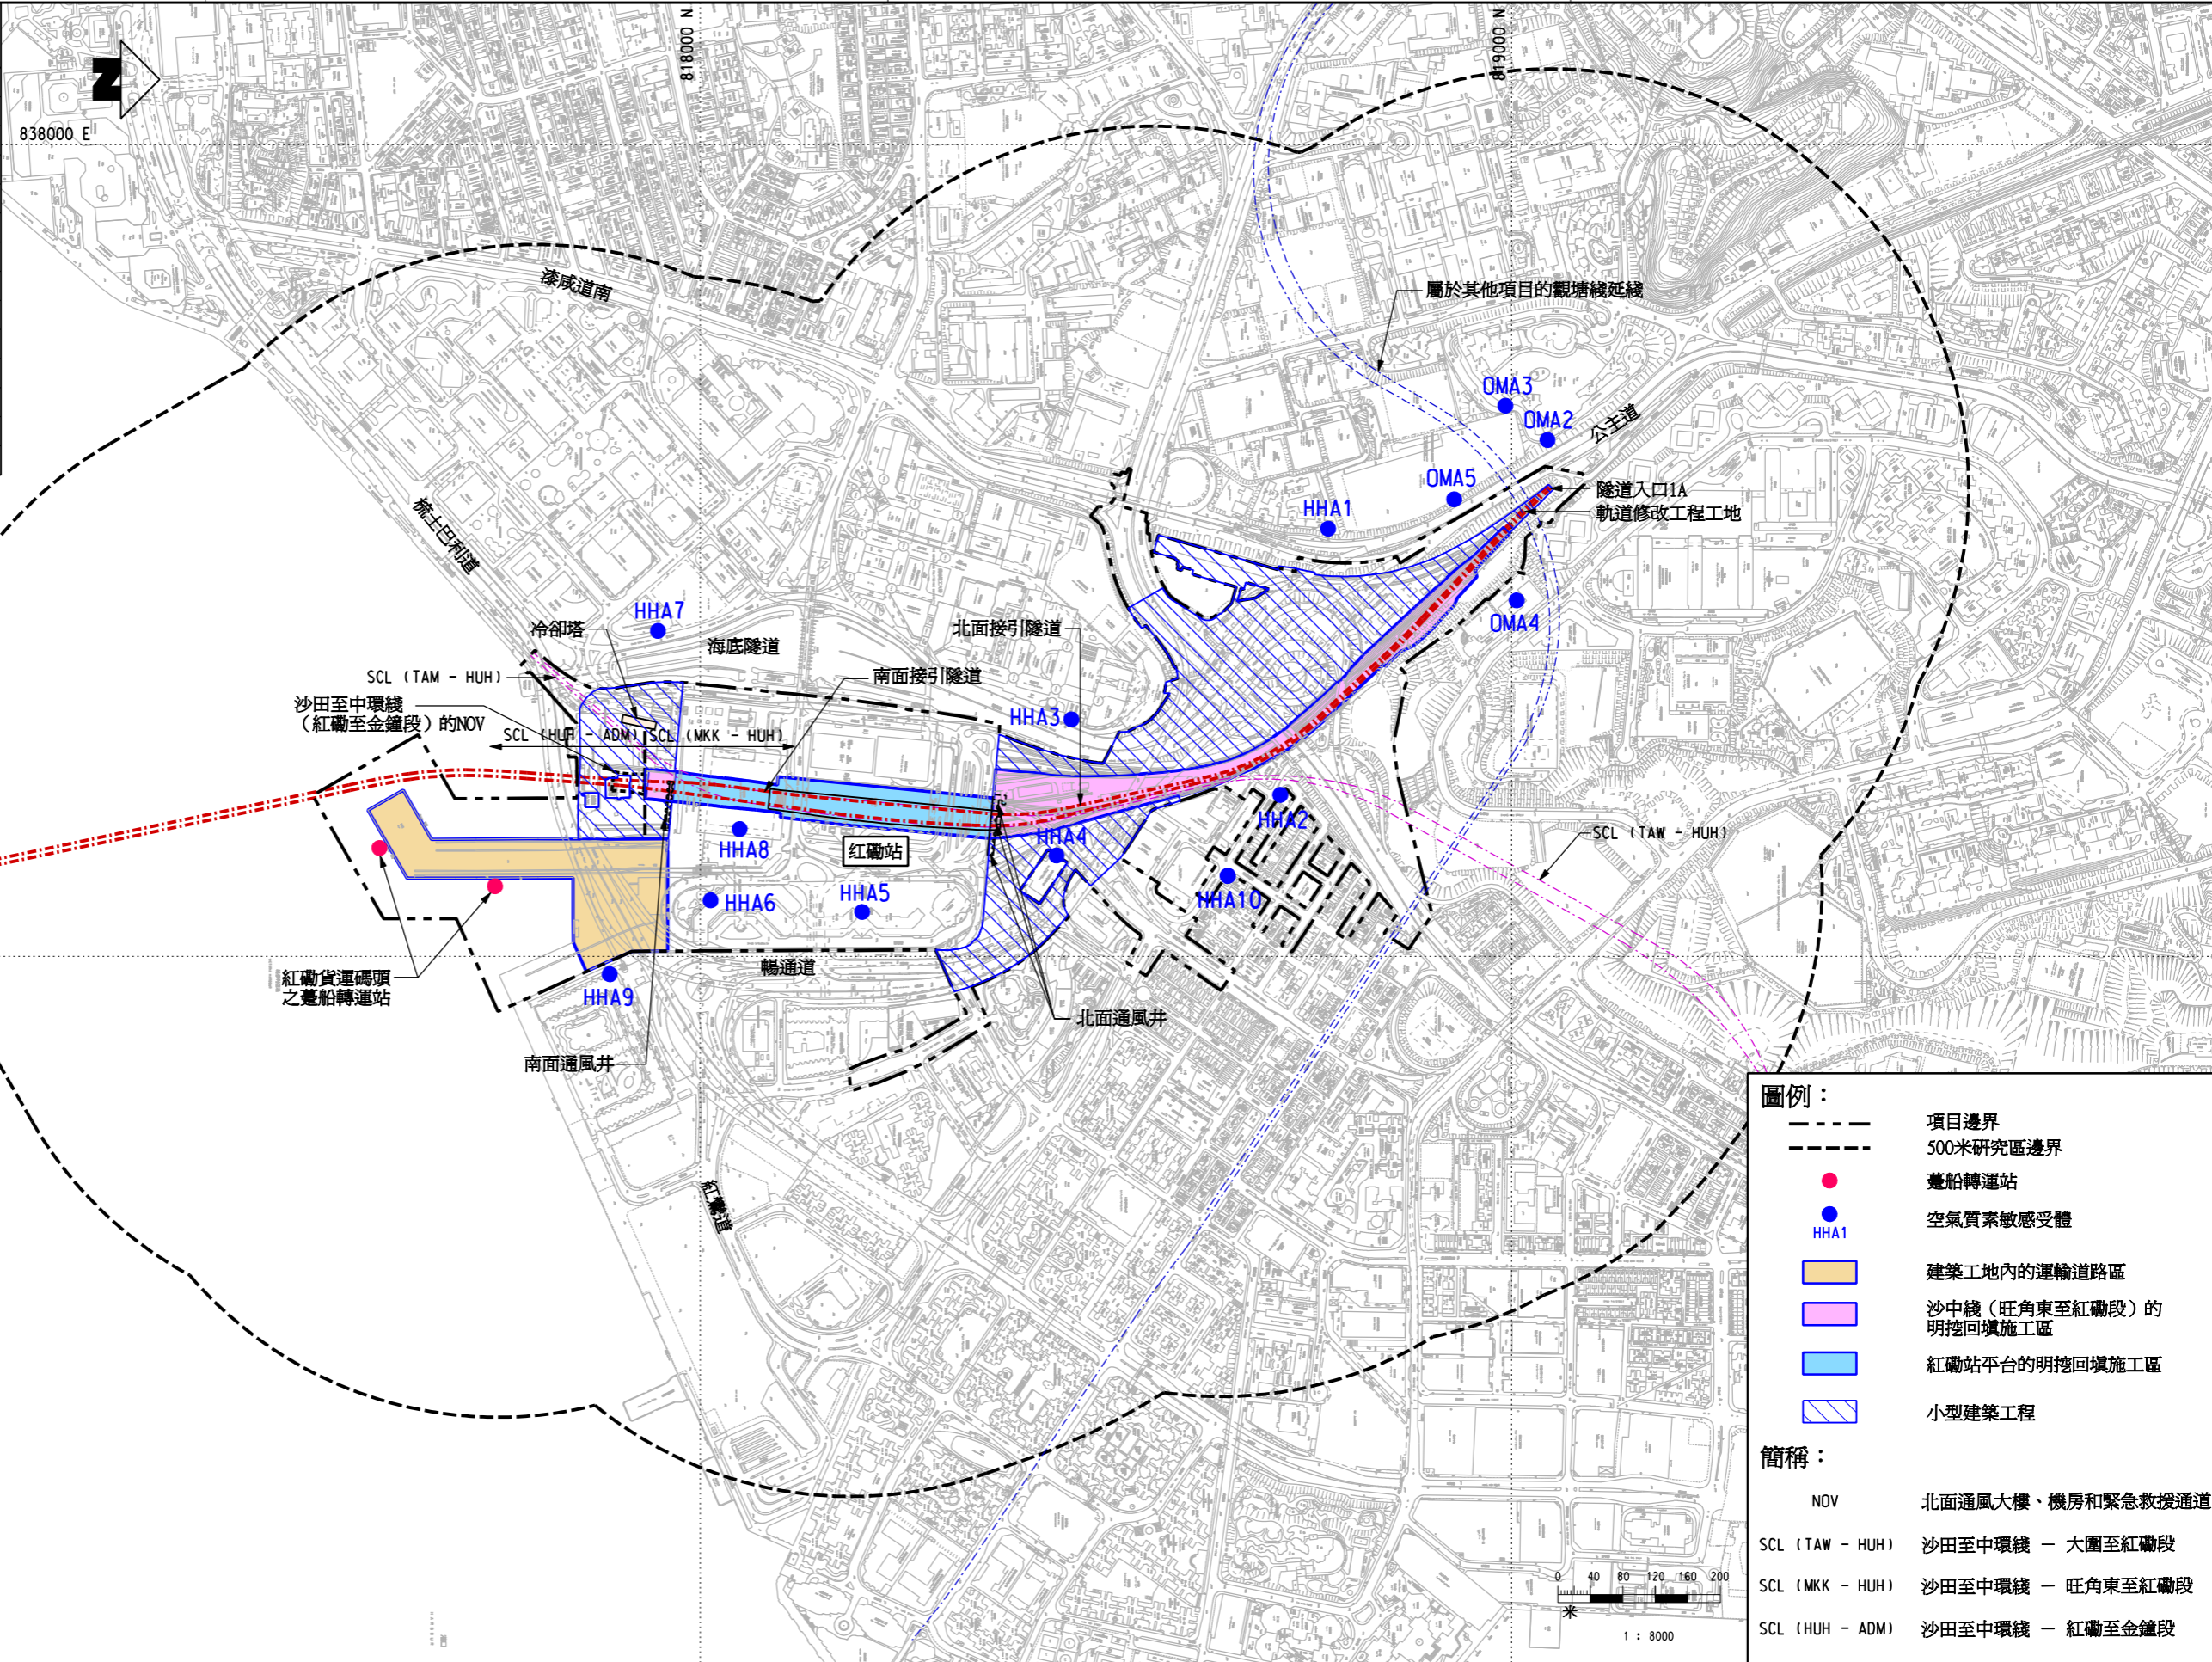 N
838000 E
818000 N
819000 N
漆咸道南
梳士巴利道
屬於其他項目的觀塘綫延綫
OMA3
OMA2
公主道
OMA5
隧道入口1A
軌道修改工程工地
HHA1
OMA4
HHA7
冷卻塔
海底隧道
北面接引隧道
SCL (TAM - HUH)
南面接引隧道
沙田至中環綫
（紅磡至金鐘段）的NOV
HHA3
SCL (HUH - ADM)
SCL (MKK - HUH)
HHA2
HHA4
HHA8
红磡站
SCL (TAW - HUH)
HHA6
HHA5
HHA10
紅磡貨運碼頭
之躉船轉運站
HHA9
暢通道
北面通風井
南面通風井
紅鸞道
圖例：
項目邊界
500米研究區邊界
躉船轉運站
空氣質素敏感受體
HHA1
建築工地內的運輸道路區
沙中綫（旺角東至紅磡段）的
明挖回填施工區
紅磡站平台的明挖回填施工區
小型建築工程
簡稱：
NOV 北面通風大樓、機房和緊急救援通道
SCL (TAW - HUH) 沙田至中環綫 — 大圍至紅磡段
SCL (MKK - HUH) 沙田至中環綫 — 旺角東至紅磡段
SCL (HUH - ADM) 沙田至中環綫 — 紅磡至金鐘段
0 40 80 120 160 200
米
1 : 8000